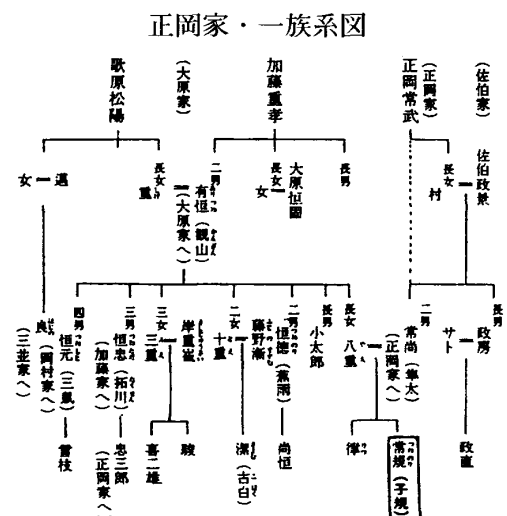 正岡家・一族系図
（佐伯家）
（正岡家）
正岡常武
加藤重孝
（大原家）
歌原松陽
佐伯政景
長女
村
長男
大原恒固
長女
女
二男
有恒（観山）
（大原家へ）
長女
重
邁
女
長男
政房
サト
二男
常尚（隼太）
（正岡家へ）
長女
八重
長男
小太郎
二男
恒徳（蕉雨）
藤野漸
二女
十重
岸重崔
三女
三重
三男
恒忠（拓川）
（加藤家へ）
四男
恒元（三鼠）
良（岡村家へ）
（三並家へ）
政直
常規（子規）
律
尚恒
潔（古白）
駿
喜二雄
忠三郎
（正岡家へ
雷枝